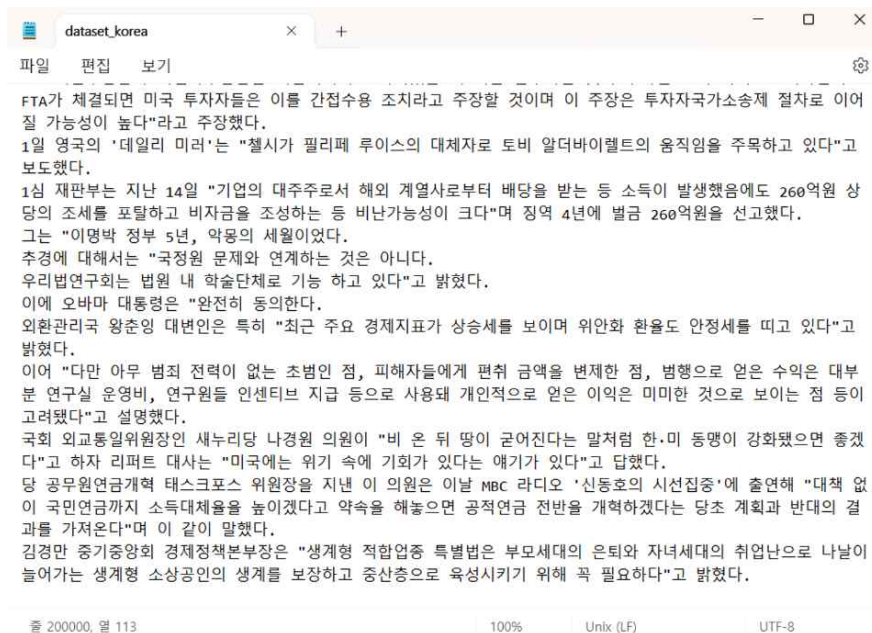 dataset_korea
파일 편집 보기
FTA가 체결되면 미국 투자자들은 이를 간접수용 조치라고 주장할 것이며 이 주장은 투자자국가소송제 절차로 이어
질 가능성이 높다"라고 주장했다.
1일 영국의 '데일리 미러'는 "첼시가 필리페 루이스의 대체자로 토비 알더바이렐트의 움직임을 주목하고 있다"고
보도했다.
1심 재판부는 지난 14일 "기업의 대주주로서 해외 계열사로부터 배당을 받는 등 소득이 발생했음에도 260억원 상
당의 조세를 포탈하고 비자금을 조성하는 등 비난가능성이 크다"며 징역 4년에 벌금 260억원을 선고했다.
그는 "이명박 정부 5년, 악몽의 세월이었다.
추경에 대해서는 "국정원 문제와 연계하는 것은 아니다.
우리법연구회는 법원 내 학술단체로 기능 하고 있다"고 밝혔다.
이에 오바마 대통령은 "완전히 동의한다.
외환관리국 왕춘잉 대변인은 특히 "최근 주요 경제지표가 상승세를 보이며 위안화 환율도 안정세를 띠고 있다"고
밝혔다.
이어 "다만 아무 범죄 전력이 없는 초범인 점, 피해자들에게 편취 금액을 변제한 점, 범행으로 얻은 수익은 대부
분 연구실 운영비, 연구원들 인센티브 지급 등으로 사용돼 개인적으로 얻은 이익은 미미한 것으로 보이는 점 등이
고려됐다"고 설명했다.
국회 외교통일위원장인 새누리당 나경원 의원이 "비 온 뒤 땅이 굳어진다는 말처럼 한·미 동맹이 강화됐으면 좋겠
다"고 하자 리퍼트 대사는 "미국에는 위기 속에 기회가 있다는 얘기가 있다"고 답했다.
당 공무원연금개혁 태스크포스 위원장을 지낸 이 의원은 이날 MBC 라디오 '신동호의 시선집중'에 출연해 "대책 없
이 국민연금까지 소득대체율을 높이겠다고 약속을 해놓으면 공적연금 전반을 개혁하겠다는 당초 계획과 반대의 결
과를 가져온다"며 이 같이 말했다.
김경만 중기중앙회 경제정책본부장은 "생계형 적합업종 특별법은 부모세대의 은퇴와 자녀세대의 취업난으로 나날이
늘어가는 생계형 소상공인의 생계를 보장하고 중산층으로 육성시키기 위해 꼭 필요하다"고 밝혔다.
줄 200000, 열 113 100% Unix (LF) UTF-8